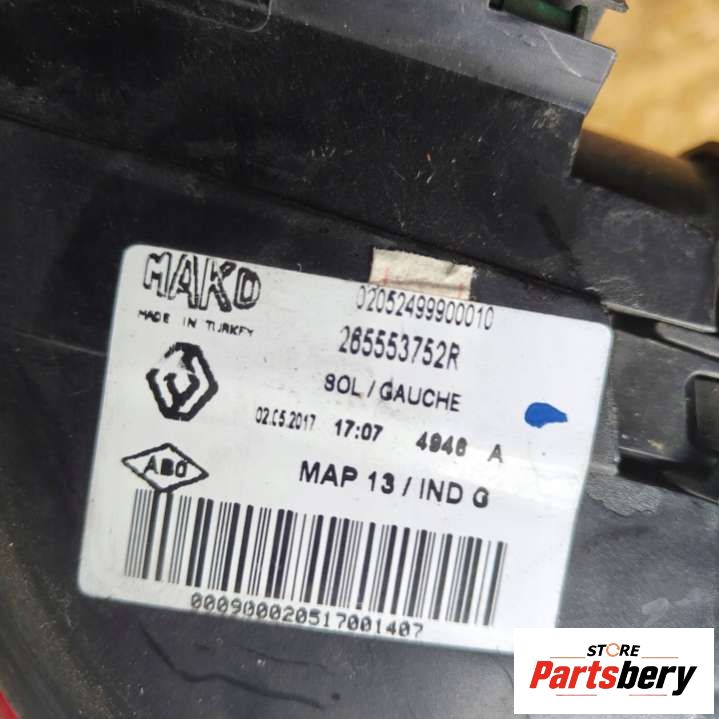 MAKO
MADE IN TURKEY
02052499900010
265553752R
SOL / GAUCHE
02.05.2017 17:07 4946 A
MAP 13 / IND G
000900020517001407
STORE
Partsbery